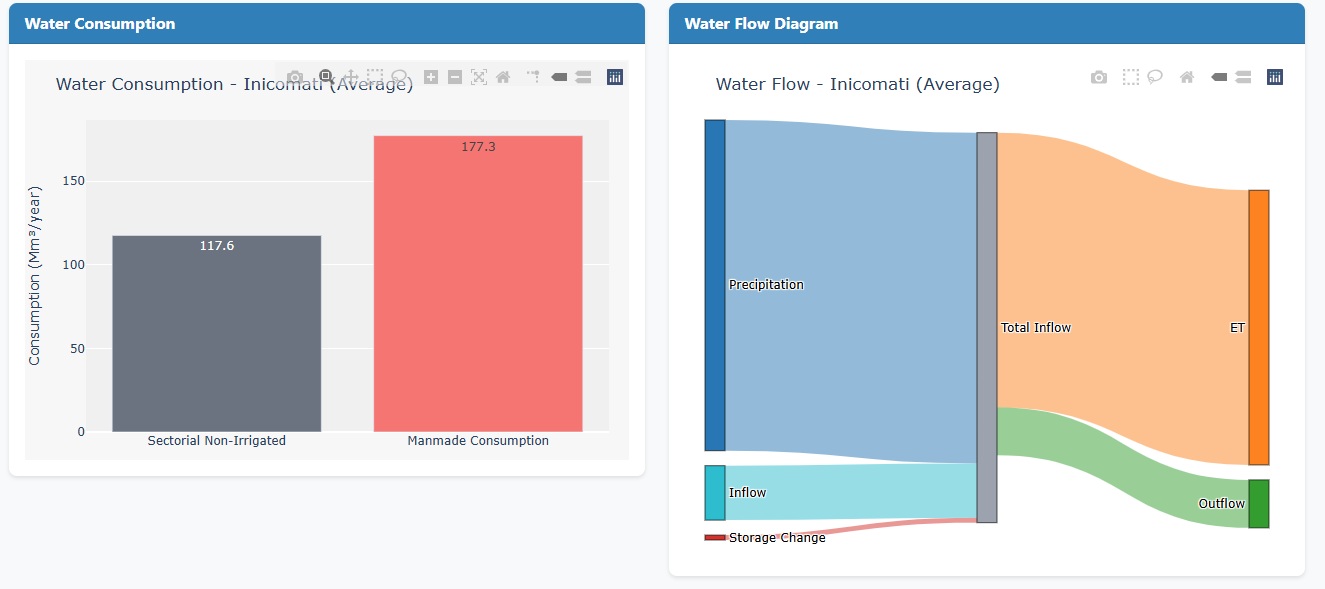 Water Consumption
Water Consumption - Inicomati (Average)
Consumption (Mm³/year)
150
100
50
0
117.6
177.3
Sectorial Non-Irrigated
Manmade Consumption
Water Flow Diagram
Water Flow - Inicomati (Average)
Precipitation
Inflow
Storage Change
Total Inflow
ET
Outflow